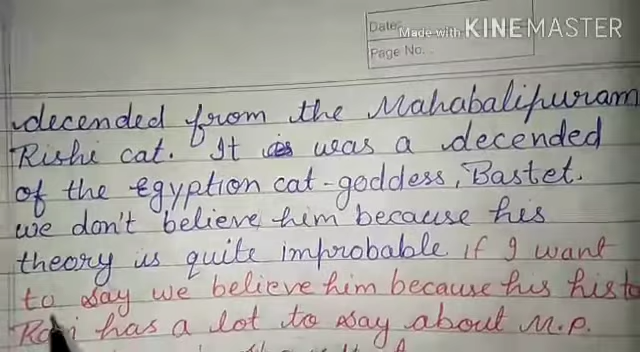 Date:
Made with KINEMASTER
Page No.
decended from the Mahabalipuram
Rishi cat. It is was a decended
of the egyption cat-goddess, Bastet.
we don't believe him because his
theory is quite improbable if I want
to say we believe him because his histo
has a lot to say about M.P.